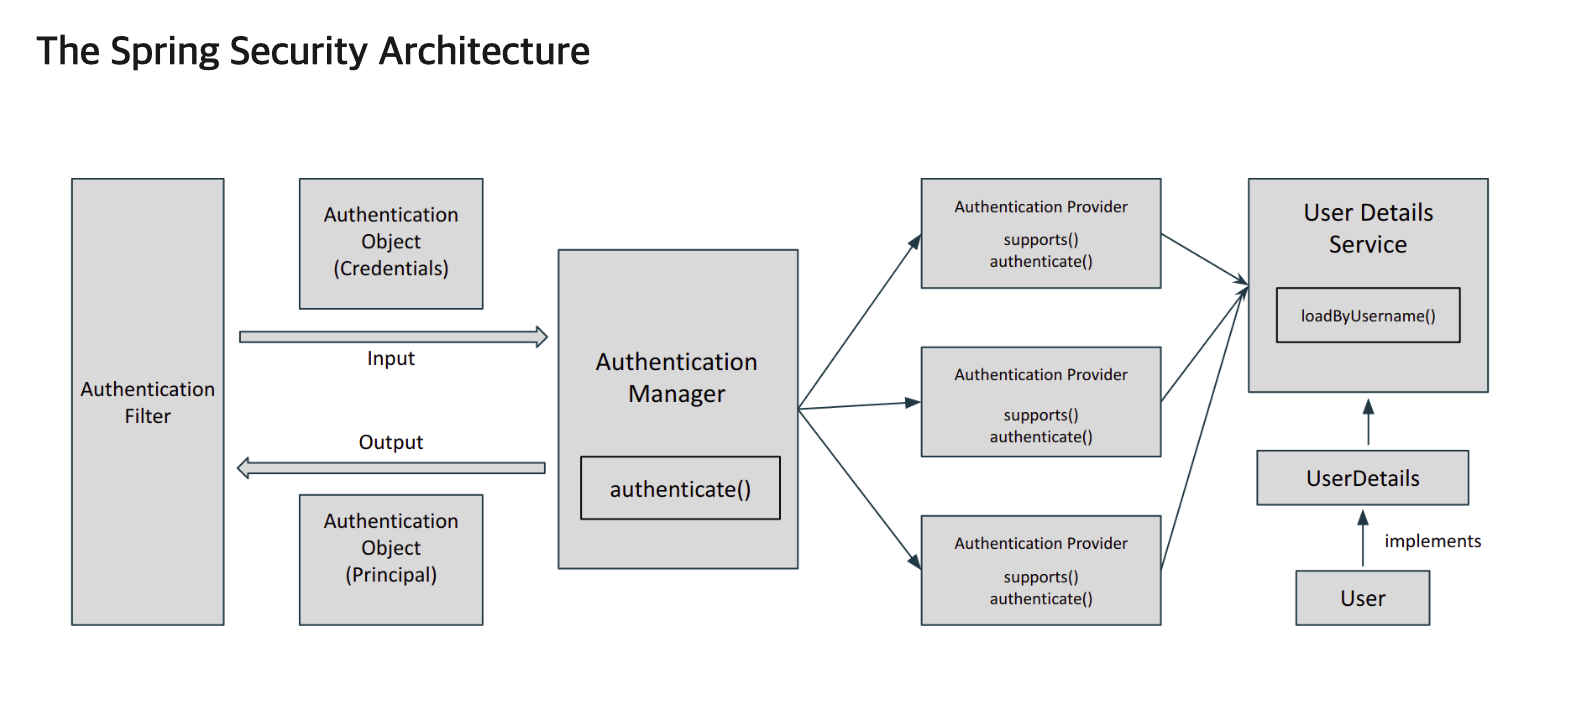 The Spring Security Architecture
Authentication
Filter
Authentication
Object
(Credentials)
Input
Output
Authentication
Object
(Principal)
Authentication
Manager
authenticate()
Authentication Provider
supports()
authenticate()
Authentication Provider
supports()
authenticate()
Authentication Provider
supports()
authenticate()
User Details
Service
loadByUsername()
UserDetails
implements
User